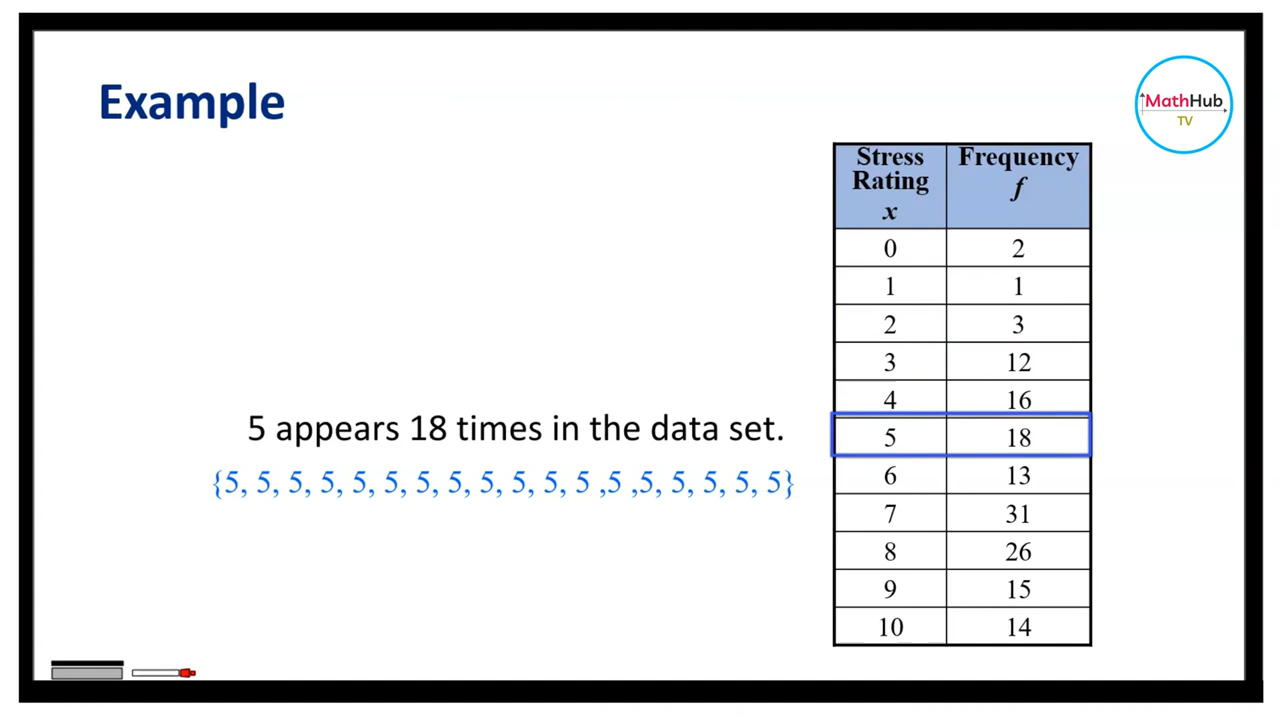 Example
MathHub
TV
Stress Rating x Frequency f
0 2
1 1
2 3
3 12
4 16
5 18
6 13
7 31
8 26
9 15
10 14
5 appears 18 times in the data set.
{5, 5, 5, 5, 5, 5, 5, 5, 5, 5, 5, 5 ,5 ,5, 5, 5, 5, 5}